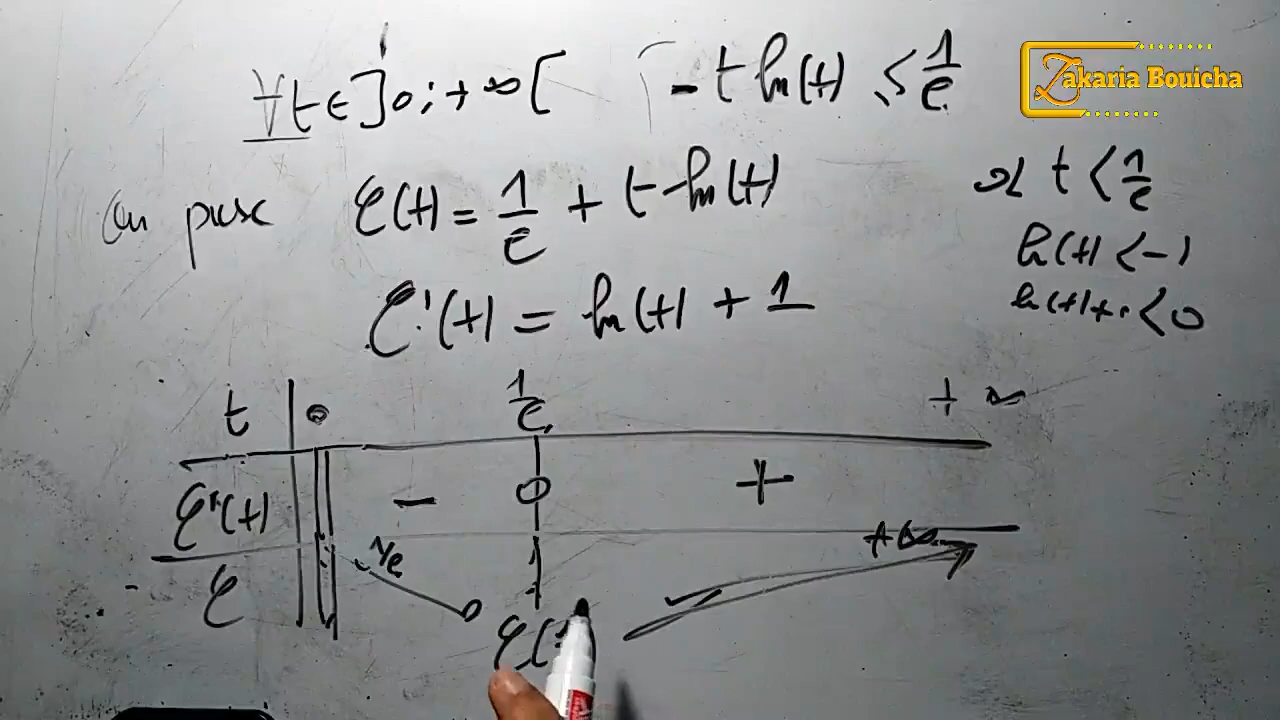 ∀t ∈ ]0 ; +∞[ - t ln(t) ≤ 1/e
Zakaria Bouicha
On pose φ(t) = 1/e + t ln(t)
φ'(t) = ln(t) + 1
t < 1/e
ln(t) < -1
ln(t)+1 < 0
t 0 1/e +∞
φ'(t) - 0 +
φ 1/e +∞